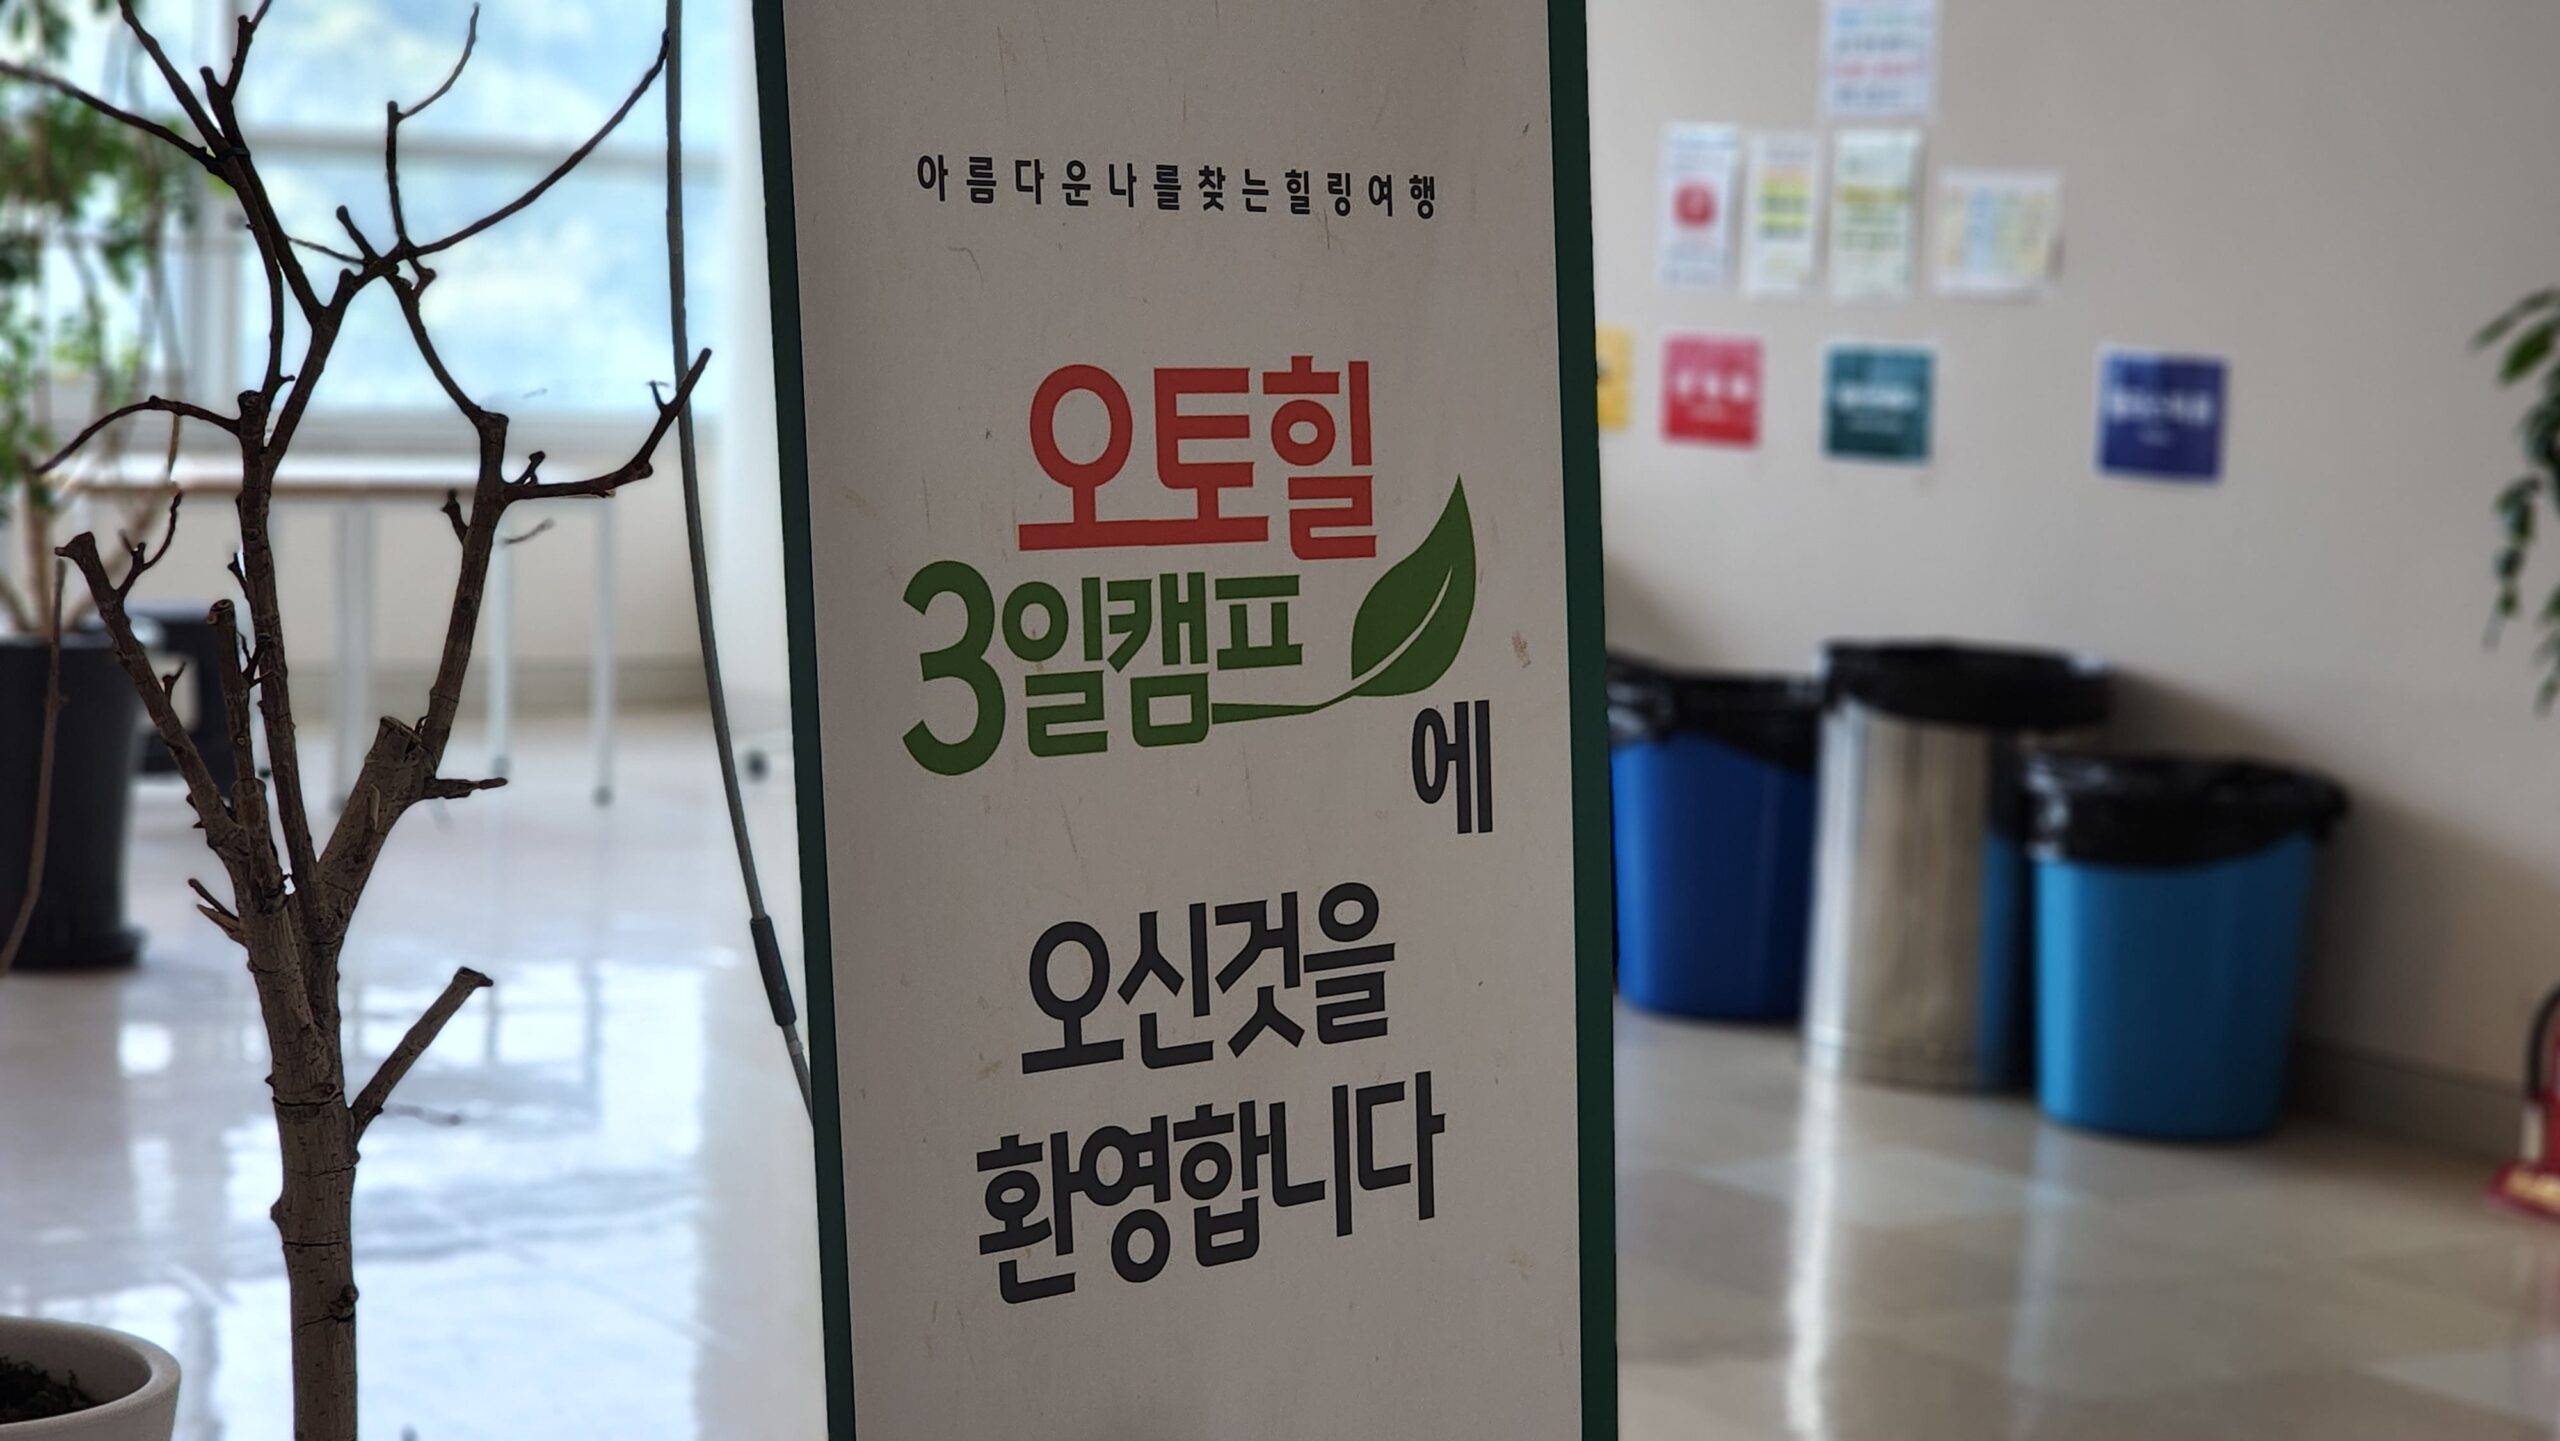 아름다운나를찾는힐링여행
오토힐
3일캠프
에
오신것을
환영합니다